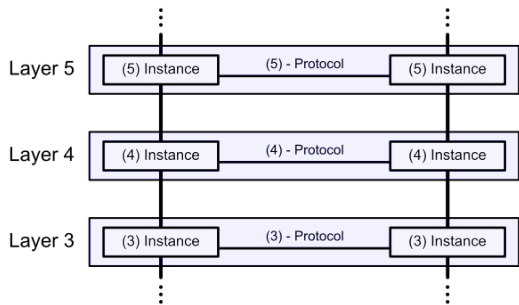 Layer 5
(5) Instance
(5) - Protocol
(5) Instance
Layer 4
(4) Instance
(4) - Protocol
(4) Instance
Layer 3
(3) Instance
(3) - Protocol
(3) Instance